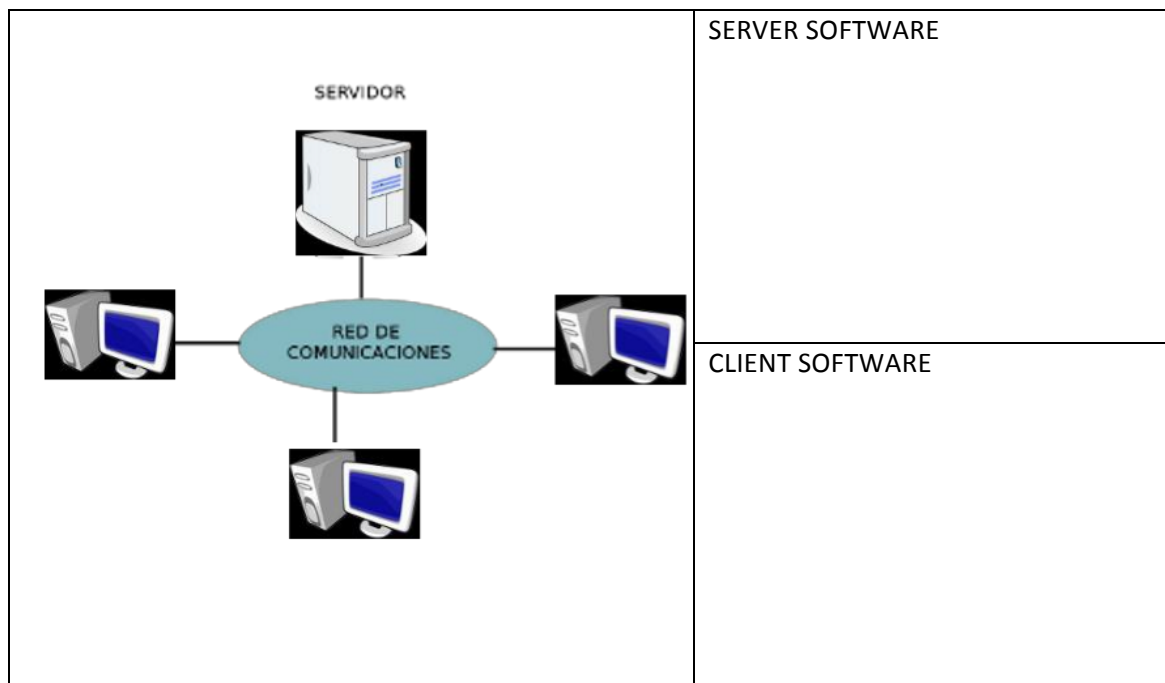 SERVIDOR
RED DE
COMUNICACIONES
SERVER SOFTWARE
CLIENT SOFTWARE